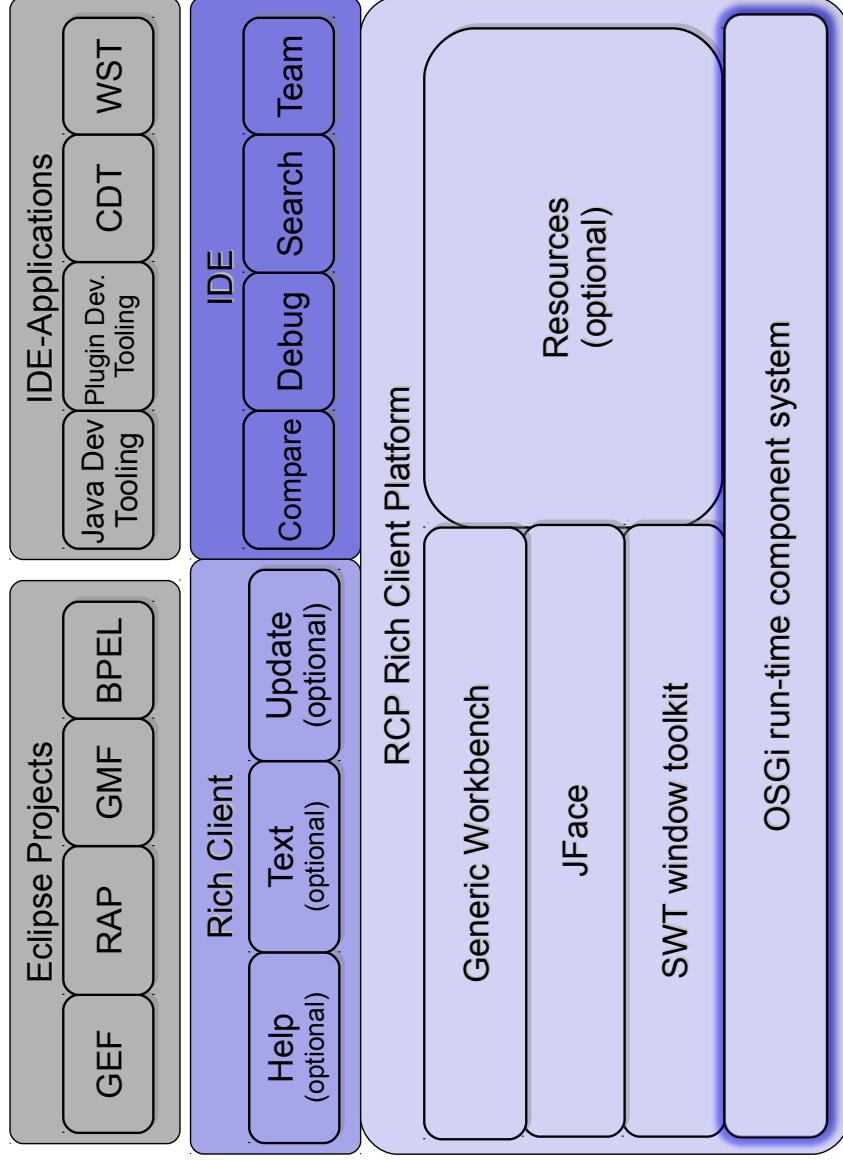 Eclipse Projects
GEF
RAP
GMF
BPEL
IDE-Applications
Java Dev
Tooling
Plugin Dev.
Tooling
CDT
WST
Rich Client
Help
(optional)
Text
(optional)
Update
(optional)
IDE
Compare
Debug
Search
Team
RCP Rich Client Platform
Generic Workbench
JFace
SWT window toolkit
Resources
(optional)
OSGi run-time component system